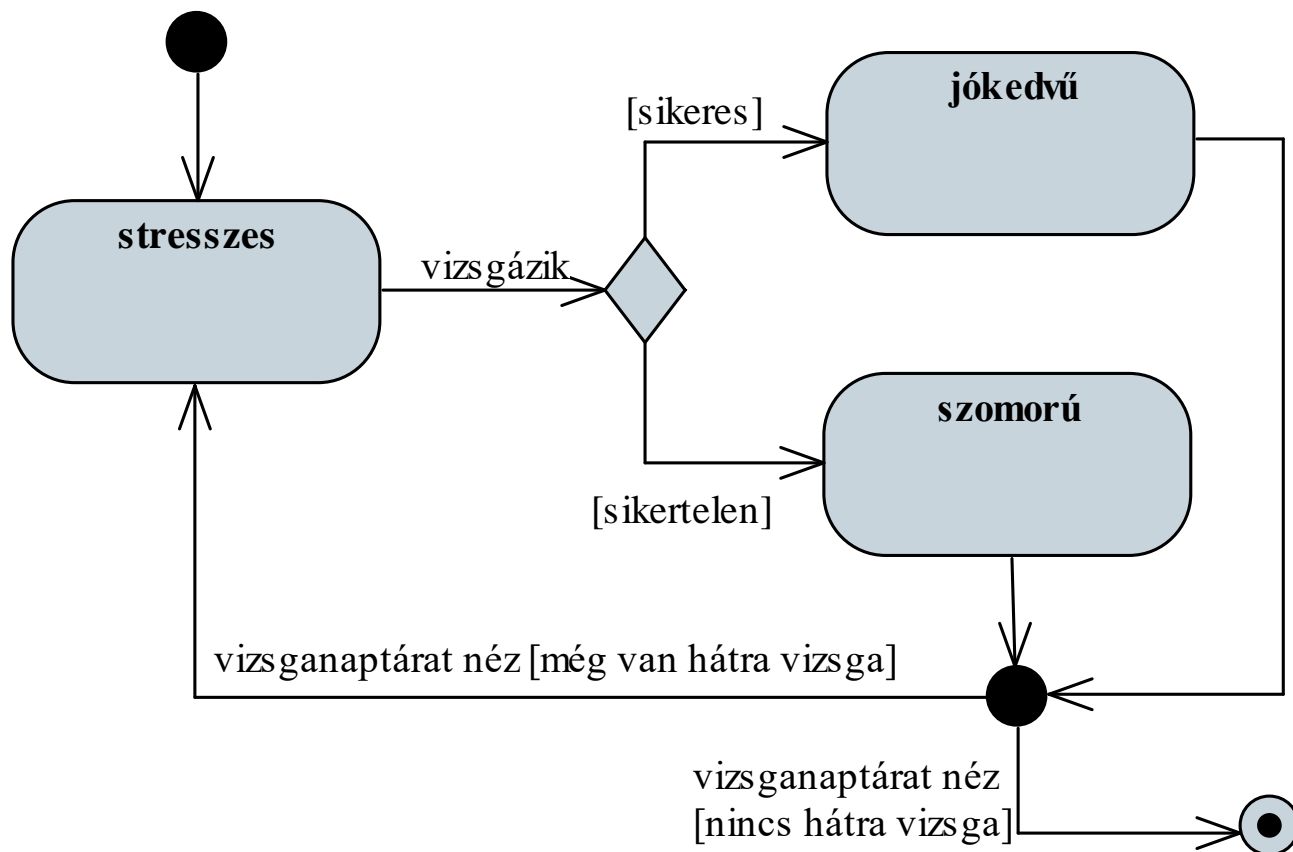 jókedvű
[sikeres]
stresszes
vizsgázik
szomorú
[sikertelen]
vizsganaptárat néz [még van hátra vizsga]
vizsganaptárat néz
[nincs hátra vizsga]